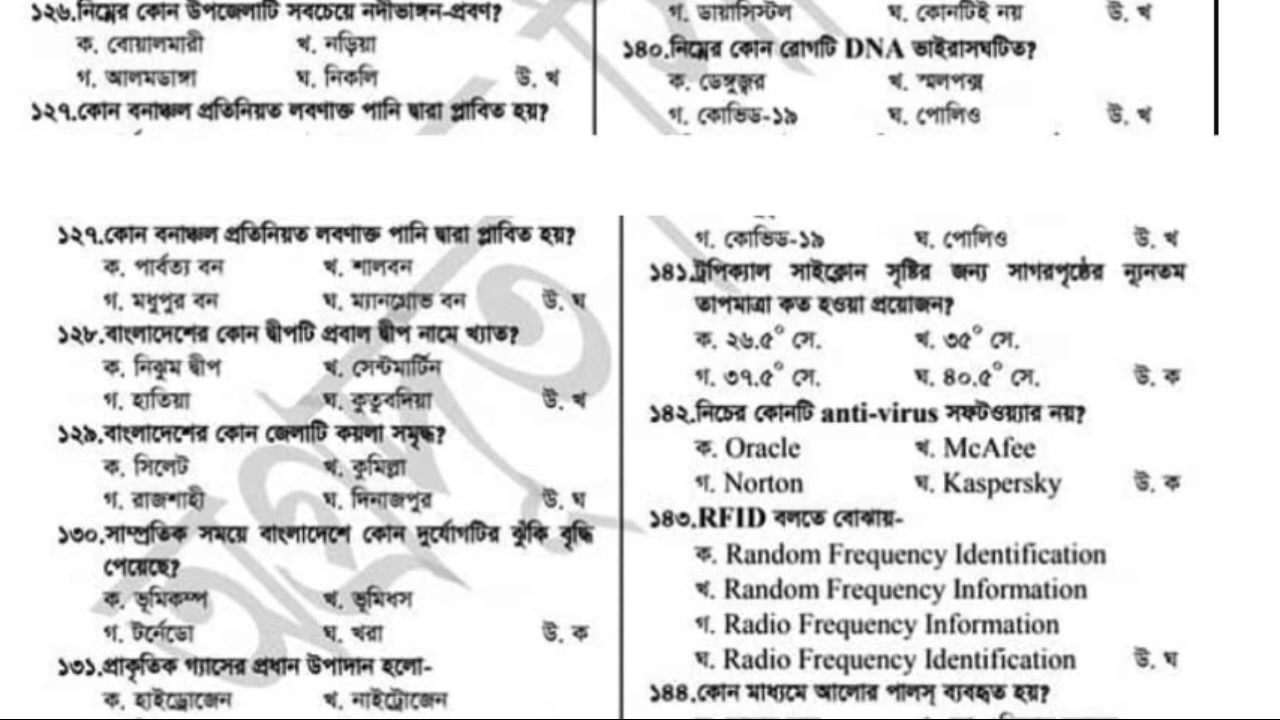 ১২৬.নিম্নের কোন উপজেলাটি সবচেয়ে নদীভাঙ্গন-প্রবণ?
ক. বোয়ালমারী খ. নড়িয়া
গ. আলমডাঙ্গা ঘ. নিকলি উ. খ
১২৭.কোন বনাঞ্চল প্রতিনিয়ত লবণাক্ত পানি দ্বারা প্লাবিত হয়?
গ. ডায়াসিস্টল ঘ. কোনটিই নয় উ. খ
১৪০.নিম্নের কোন রোগটি DNA ভাইরাসঘটিত?
ক. ডেঙ্গুজ্বর খ. স্মলপক্স
গ. কোভিড-১৯ ঘ. পোলিও উ. খ
১২৭.কোন বনাঞ্চল প্রতিনিয়ত লবণাক্ত পানি দ্বারা প্লাবিত হয়?
ক. পার্বত্য বন খ. শালবন
গ. মধুপুর বন ঘ. ম্যানগ্রোভ বন উ. ঘ
১২৮.বাংলাদেশের কোন দ্বীপটি প্রবাল দ্বীপ নামে খ্যাত?
ক. নিঝুম দ্বীপ খ. সেন্টমার্টিন
গ. হাতিয়া ঘ. কুতুবদিয়া উ. খ
১২৯.বাংলাদেশের কোন জেলাটি কয়লা সমৃদ্ধ?
ক. সিলেট খ. কুমিল্লা
গ. রাজশাহী ঘ. দিনাজপুর উ. ঘ
১৩০.সাম্প্রতিক সময়ে বাংলাদেশে কোন দুর্যোগটির ঝুঁকি বৃদ্ধি
পেয়েছে?
ক. ভূমিকম্প খ. ভূমিধস
গ. টর্নেডো ঘ. খরা উ. ক
১৩১.প্রাকৃতিক গ্যাসের প্রধান উপাদান হলো-
ক. হাইড্রোজেন খ. নাইট্রোজেন
গ. কোভিড-১৯ ঘ. পোলিও উ. খ
১৪১.ট্রপিক্যাল সাইক্লোন সৃষ্টির জন্য সাগরপৃষ্ঠের ন্যূনতম
তাপমাত্রা কত হওয়া প্রয়োজন?
ক. ২৬.৫° সে. খ. ৩৫° সে.
গ. ৩৭.৫° সে. ঘ. ৪০.৫° সে. উ. ক
১৪২.নিচের কোনটি anti-virus সফটওয়্যার নয়?
ক. Oracle খ. McAfee
গ. Norton ঘ. Kaspersky উ. ক
১৪৩.RFID বলতে বোঝায়-
ক. Random Frequency Identification
খ. Random Frequency Information
গ. Radio Frequency Information
ঘ. Radio Frequency Identification উ. ঘ
১৪৪.কোন মাধ্যমে আলোর পালস্ ব্যবহৃত হয়?